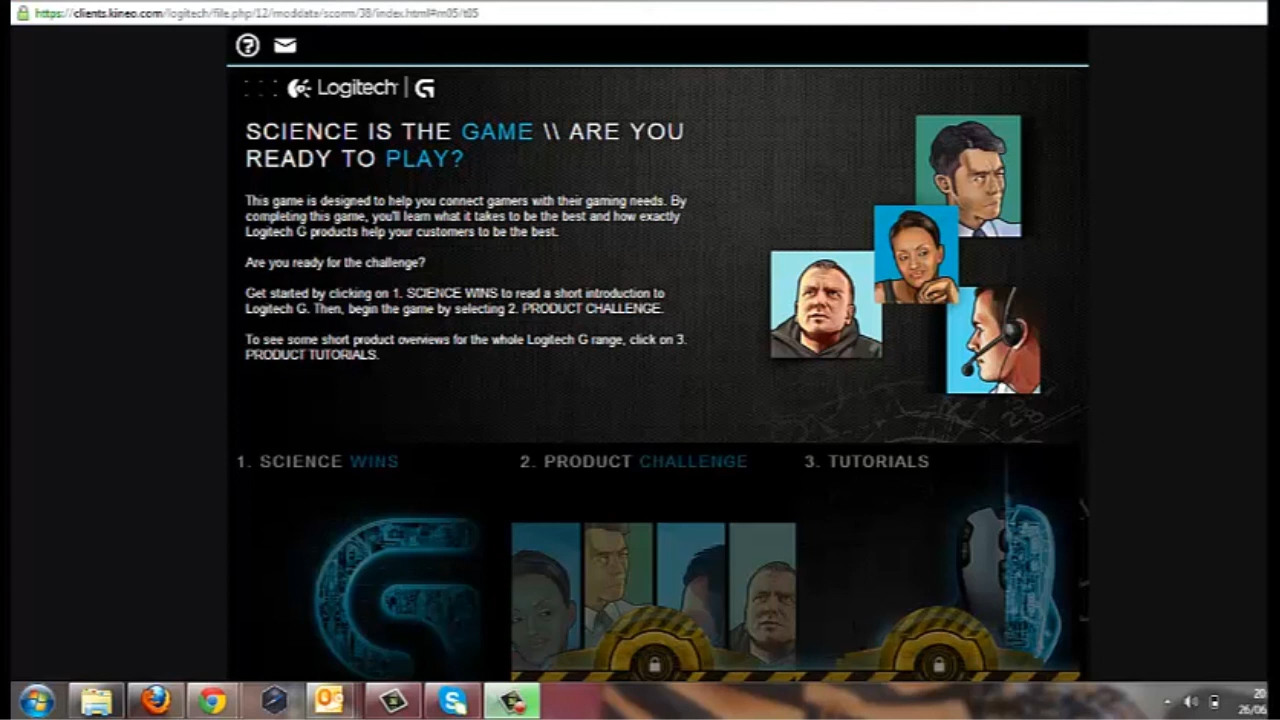 https://clients.kineo.com/logitech/file.php/12/moddata/scorm/38/index.html#m05/t05
Logitech | G
SCIENCE IS THE GAME \\ ARE YOU
READY TO PLAY?
This game is designed to help you connect gamers with their gaming needs. By
completing this game, you'll learn what it takes to be the best and how exactly
Logitech G products help your customers to be the best.
Are you ready for the challenge?
Get started by clicking on 1. SCIENCE WINS to read a short introduction to
Logitech G. Then, begin the game by selecting 2. PRODUCT CHALLENGE.
To see some short product overviews for the whole Logitech G range, click on 3.
PRODUCT TUTORIALS.
1. SCIENCE WINS
2. PRODUCT CHALLENGE
3. TUTORIALS
20
26/06